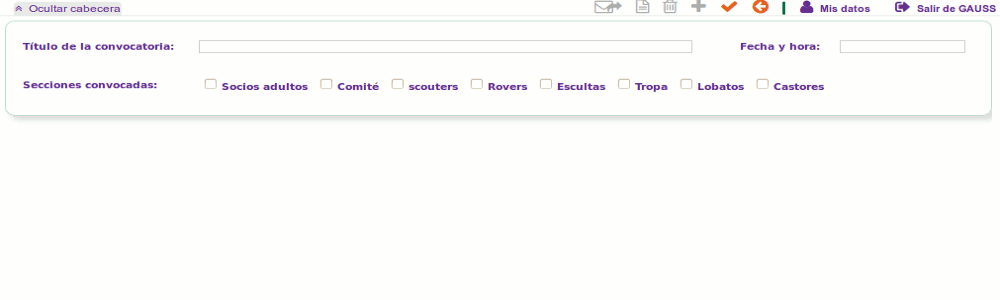 Ocultar cabecera Mis datos Salir de GAUSS
Título de la convocatoria: Fecha y hora:
Secciones convocadas: Socios adultos Comité scouters Rovers Escultas Tropa Lobatos Castores